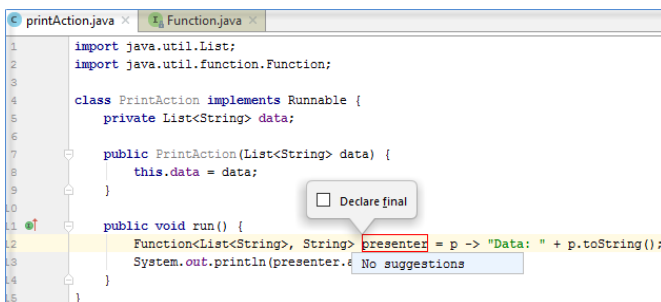 printAction.java
Function.java
1 import java.util.List;
2 import java.util.function.Function;
3
4 class PrintAction implements Runnable {
5 private List<String> data;
6
7 public PrintAction(List<String> data) {
8 this.data = data;
9 }
10
Declare final
11 public void run() {
12 Function<List<String>, String> presenter = p -> "Data: " + p.toString();
13 System.out.println(presenter.
No suggestions
14 }
15 }